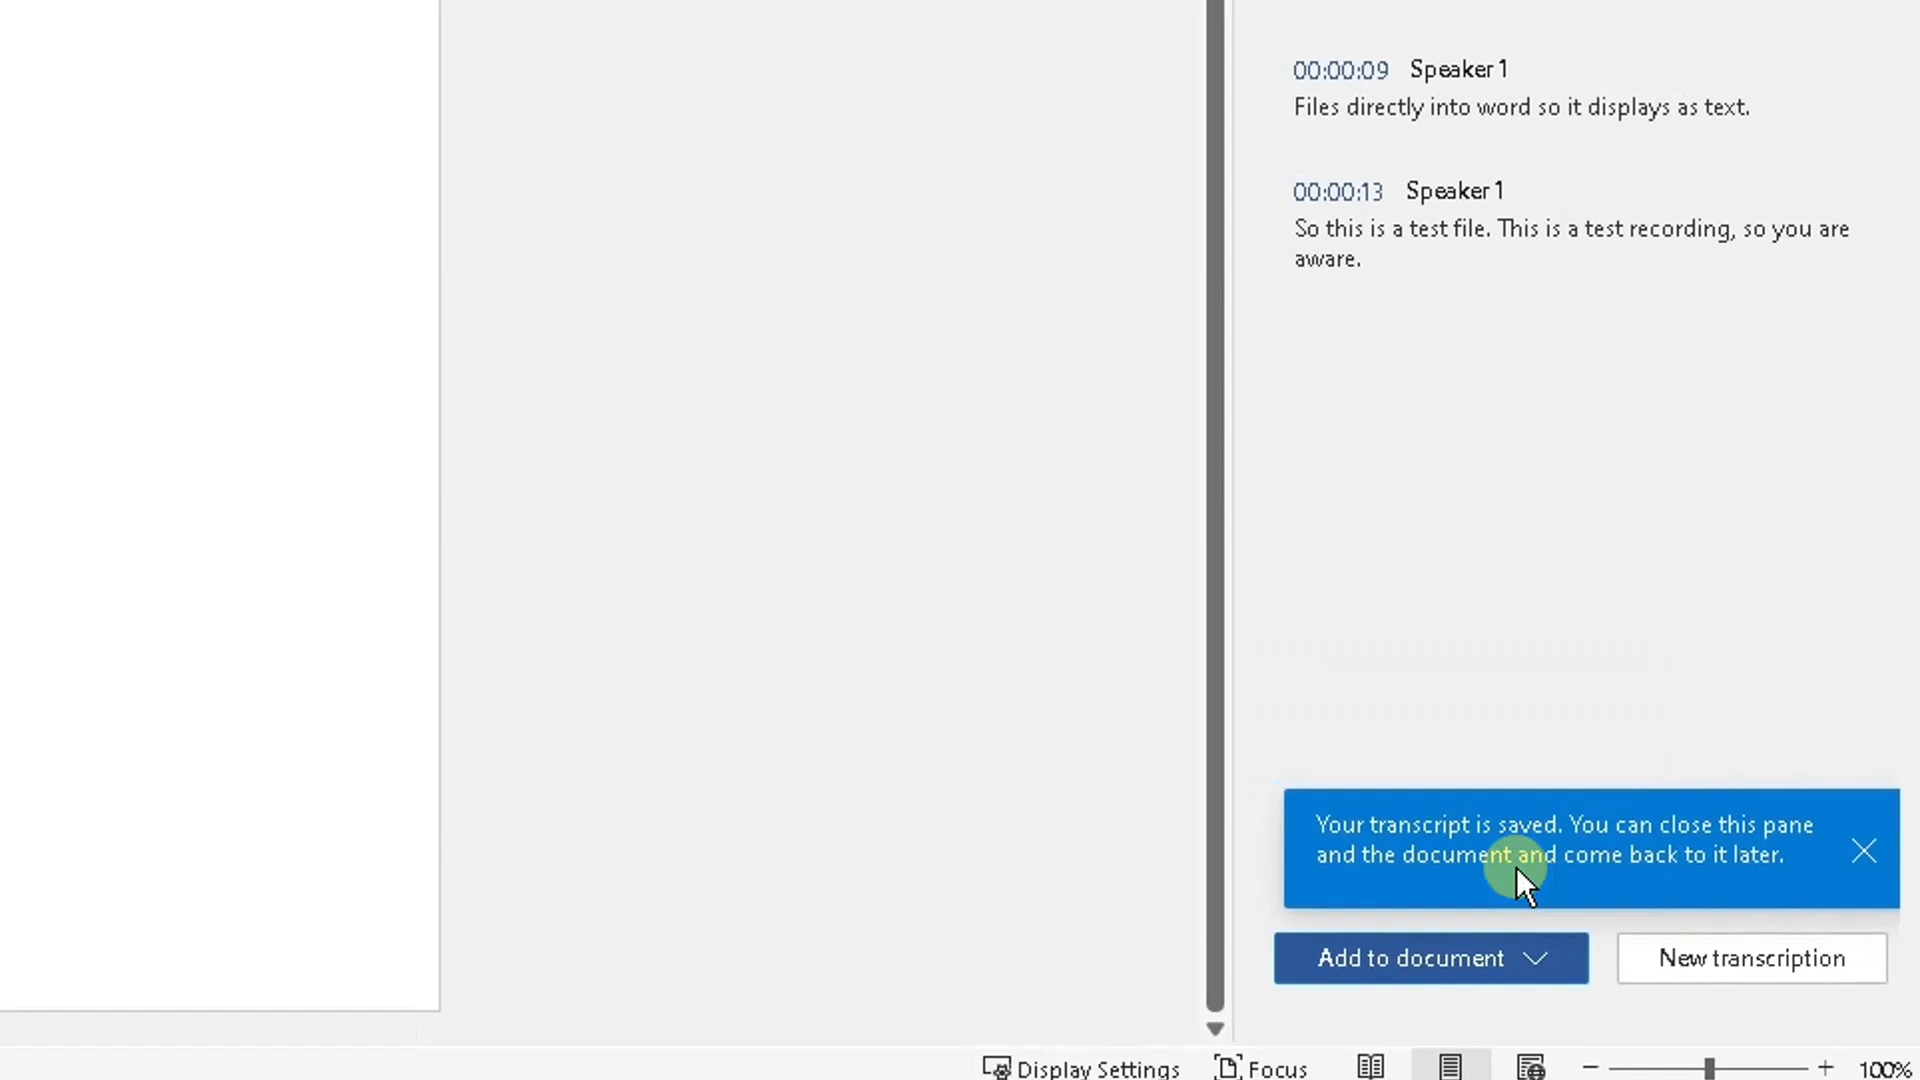 00:00:09 Speaker 1
Files directly into word so it displays as text.
00:00:13 Speaker 1
So this is a test file. This is a test recording, so you are
aware.
Your transcript is saved. You can close this pane
and the document and come back to it later.
Add to document
New transcription
Display Settings
Focus
100%